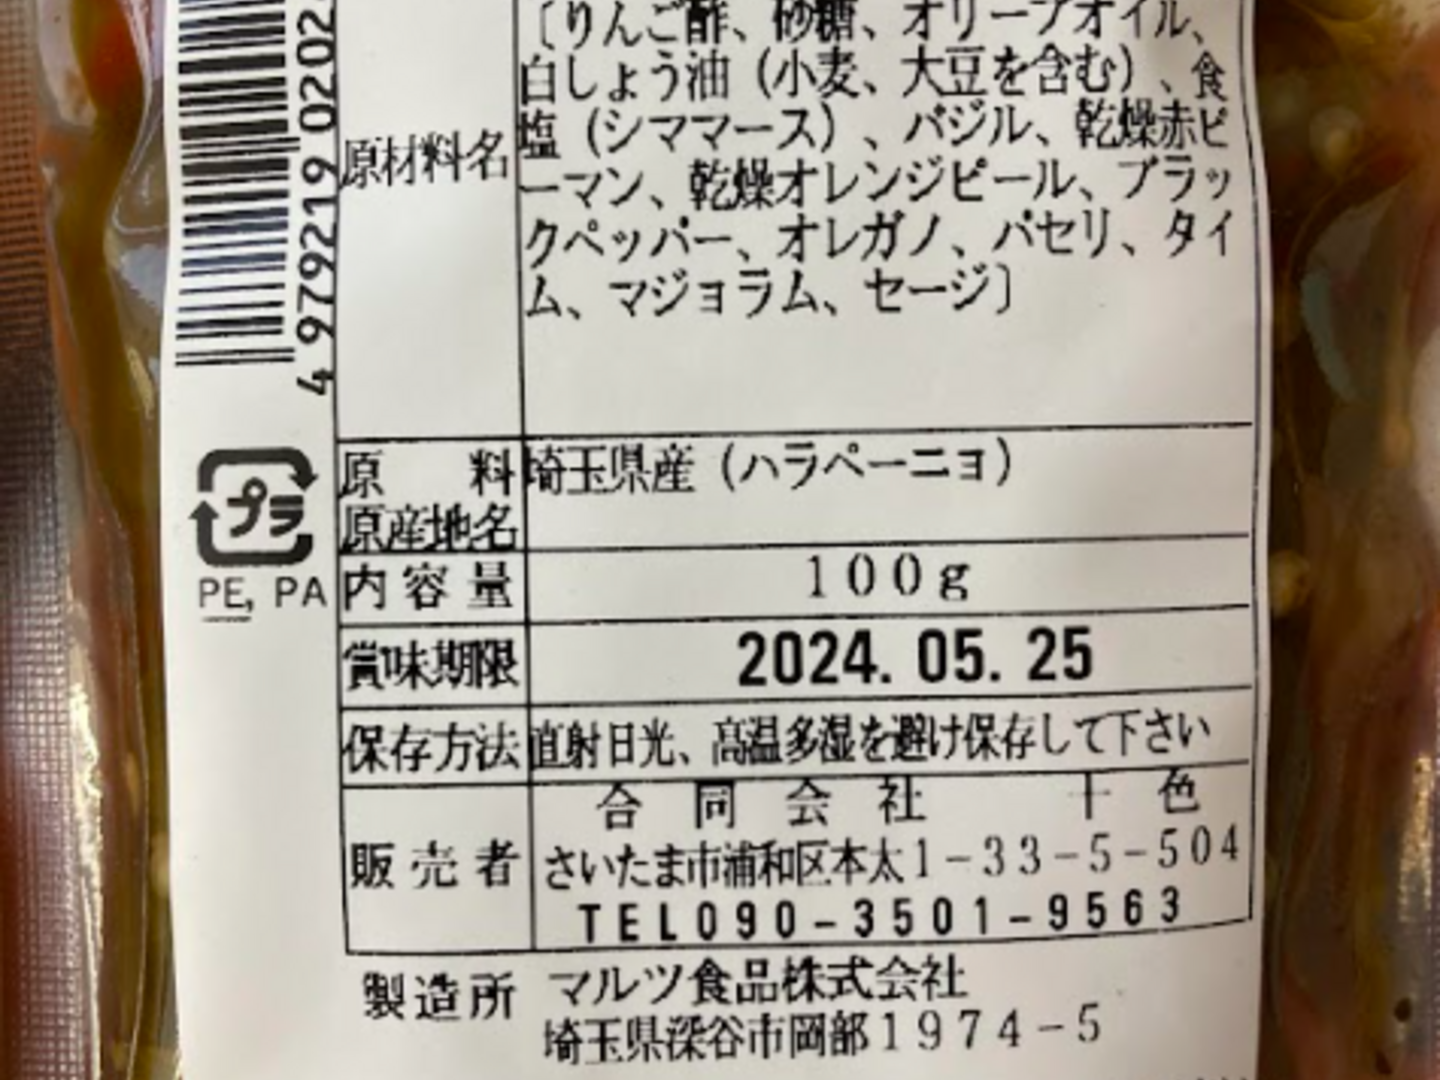 〔りんご酢、砂糖、オリーブオイル、
白しょう油（小麦、大豆を含む）、食
塩（シママース）、バジル、乾燥赤ピ
ーマン、乾燥オレンジピール、ブラッ
クペッパー、オレガノ、パセリ、タイ
ム、マジョラム、セージ〕
原材料名
4 979219 0202
プラ
PE, PA
原料 埼玉県産（ハラペーニョ）
原産地名
内容量 100g
賞味期限 2024. 05. 25
保存方法 直射日光、高温多湿を避け保存して下さい
合同会社 十色
販売者 さいたま市浦和区本太1-33-5-504
TEL090-3501-9563
製造所 マルツ食品株式会社
埼玉県深谷市岡部1974-5